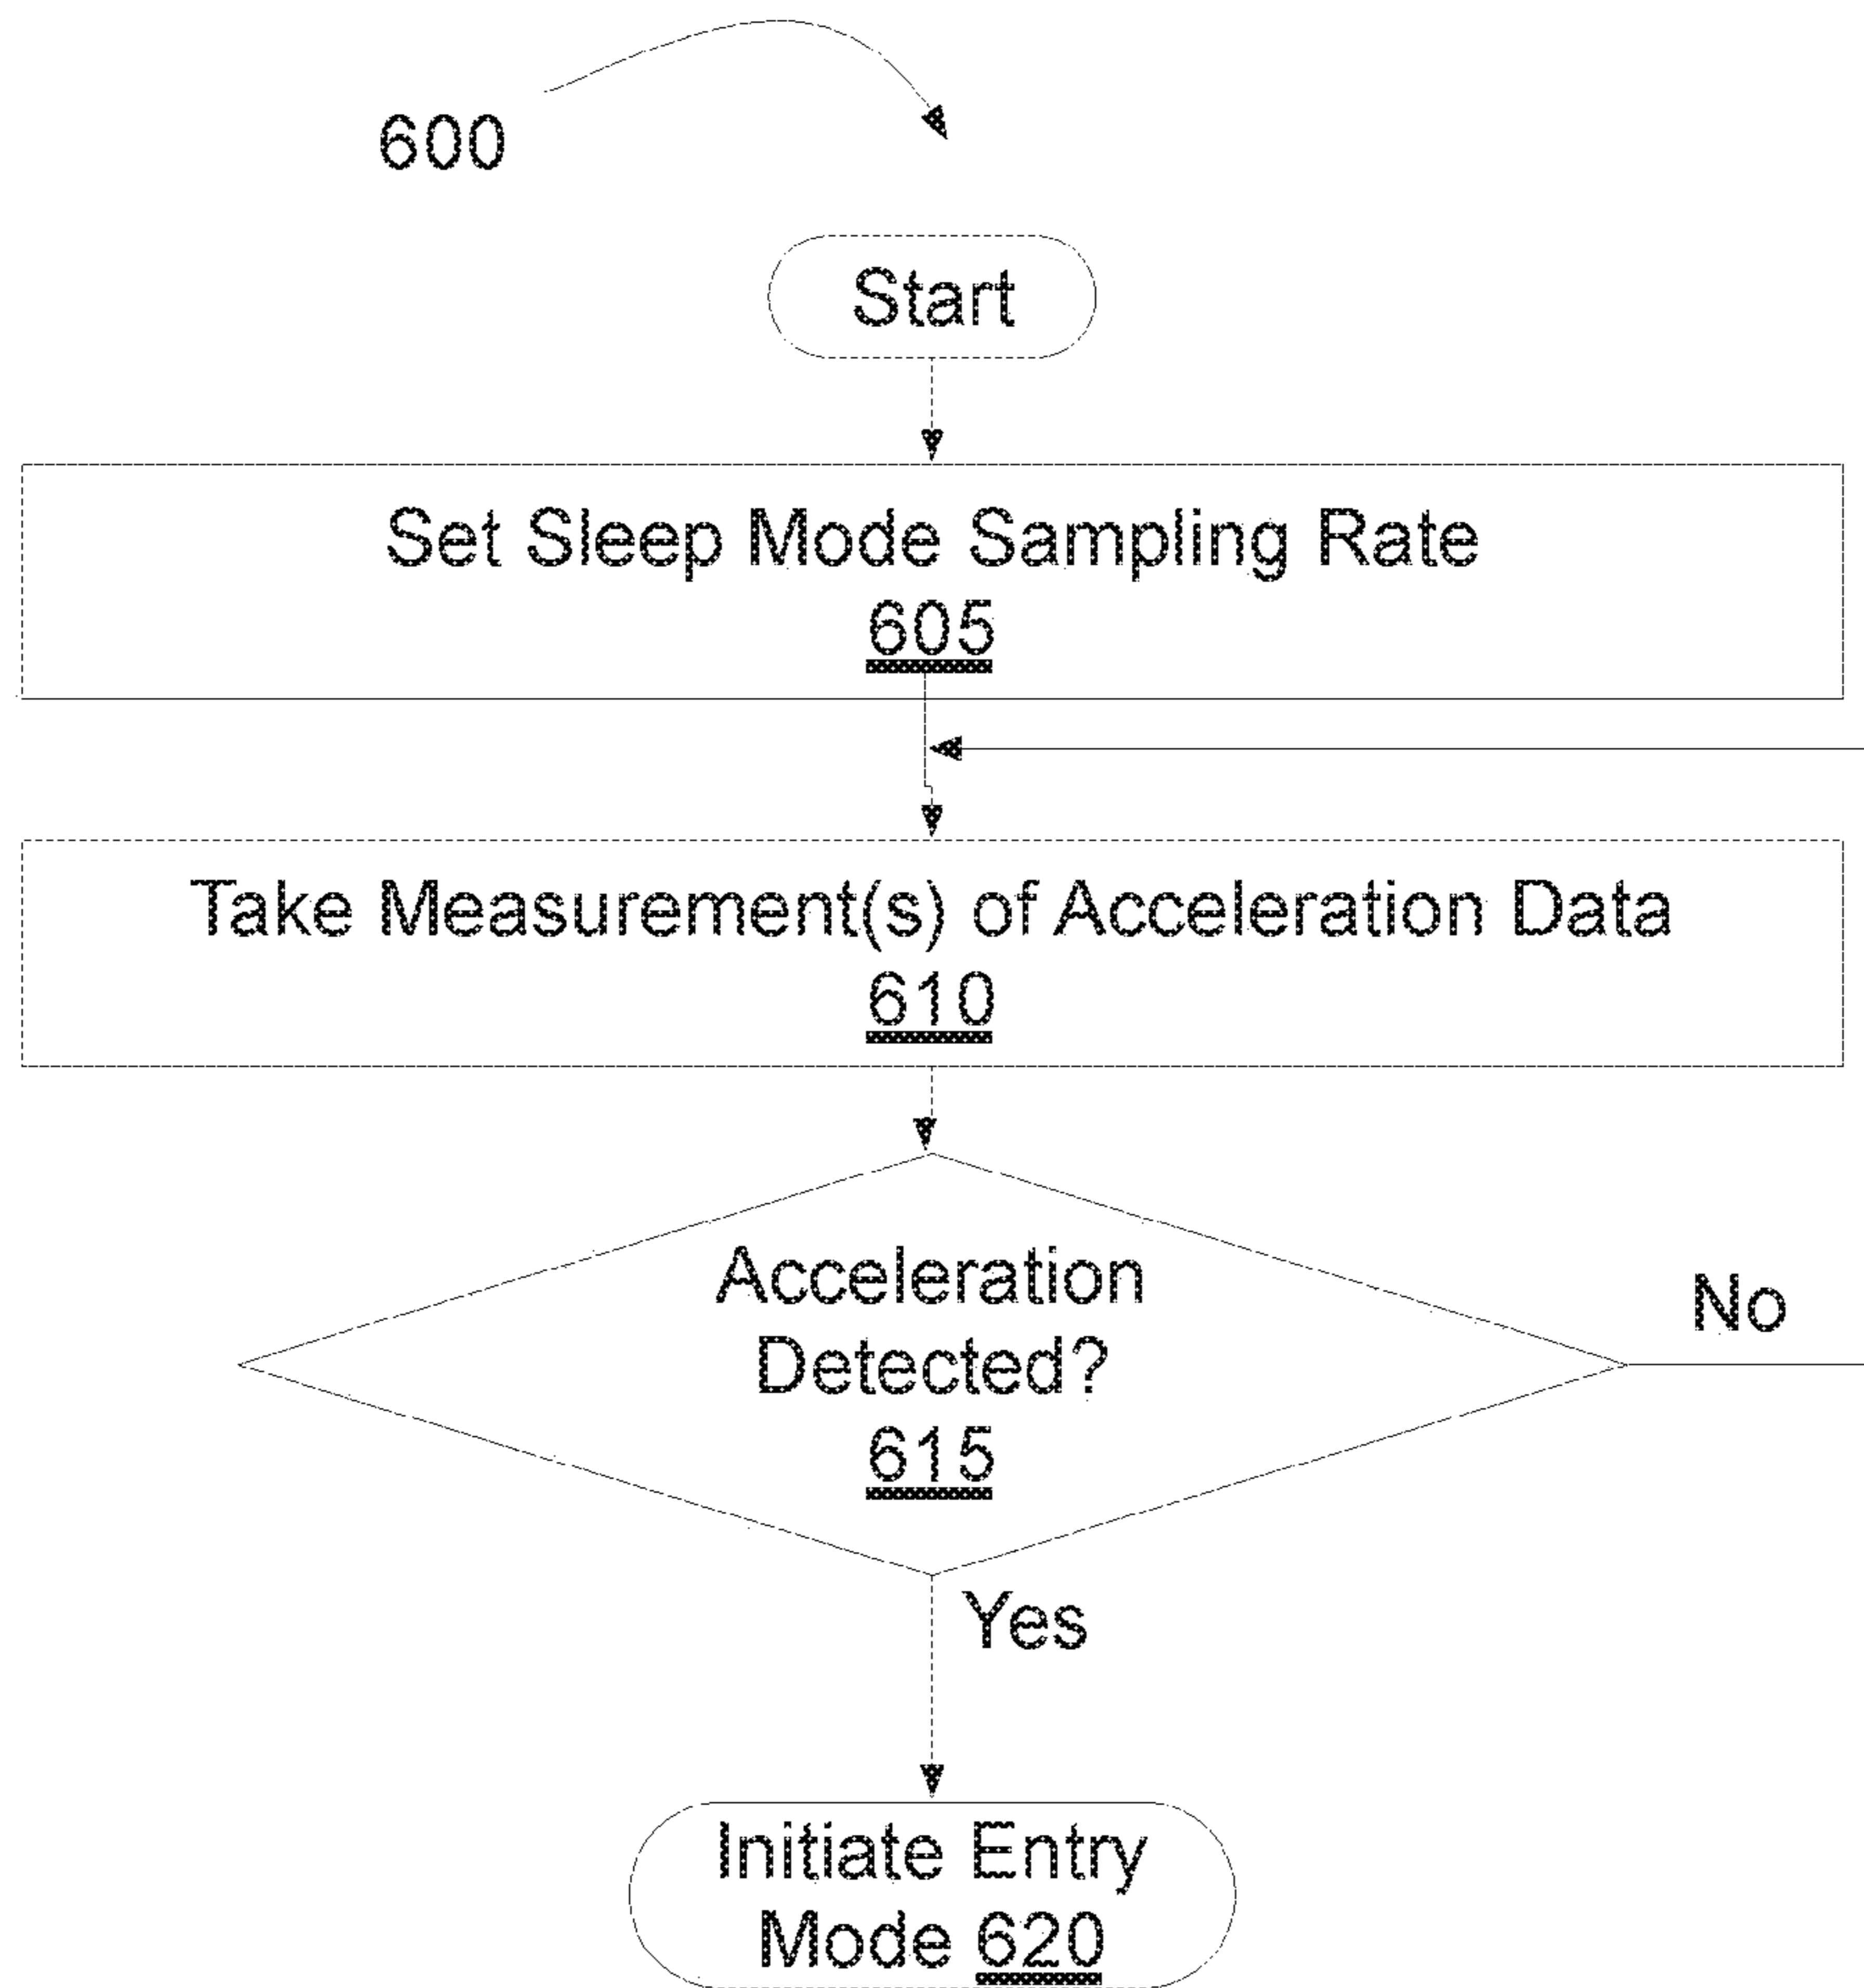 600
Start
Set Sleep Mode Sampling Rate
605
Take Measurement(s) of Acceleration Data
610
Acceleration
Detected?
615
No
Yes
Initiate Entry
Mode 620